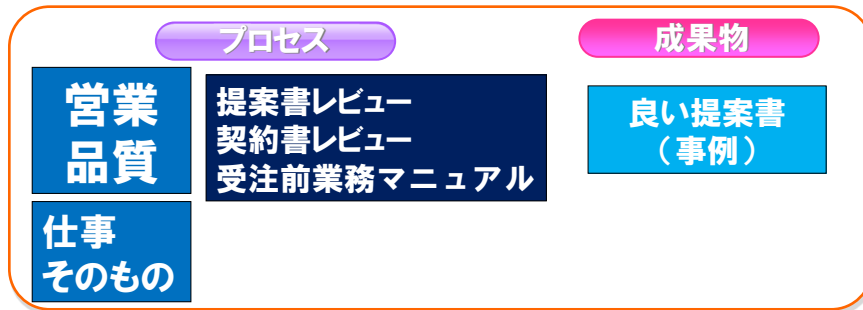 プロセス
成果物
営業
品質
提案書レビュー
契約書レビュー
受注前業務マニュアル
良い提案書
（事例）
仕事
そのもの